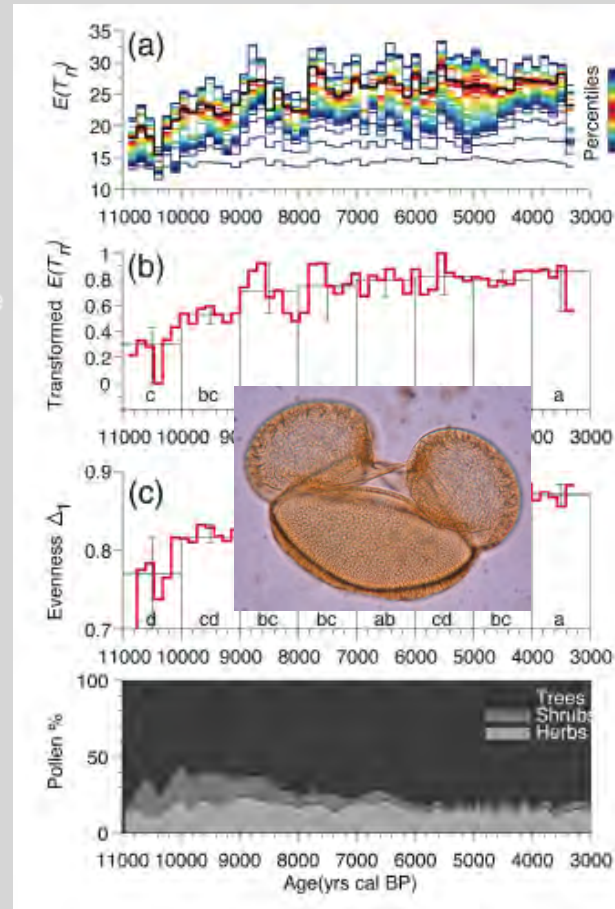 (a)
E(Tn)
35
30
25
20
15
10
Percentiles
11000 10000 9000 8000 7000 6000 5000 4000 3000
(b)
Transformed E(Tn)
1
0.8
0.6
0.4
0.2
0
c bc a
11000 10000 3000
(c)
Evenness Δ1
0.9
0.8
0.7
d cd bc bc ab cd bc a
11000 10000 9000 8000 7000 6000 5000 4000 3000
Pollen %
100
50
0
Trees
Shrubs
Herbs
11000 10000 9000 8000 7000 6000 5000 4000 3000
Age(yrs cal BP)